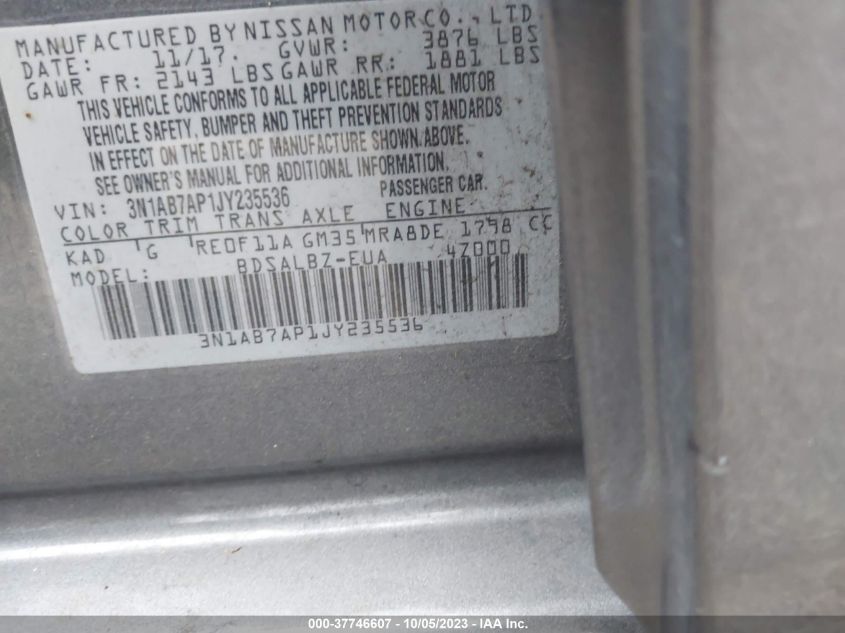 MANUFACTURED BY NISSAN MOTOR CO., LTD.
DATE: 11/17. GVWR: 3876 LBS
GAWR FR: 2143 LBS GAWR RR: 1881 LBS
THIS VEHICLE CONFORMS TO ALL APPLICABLE FEDERAL MOTOR
VEHICLE SAFETY, BUMPER AND THEFT PREVENTION STANDARDS
IN EFFECT ON THE DATE OF MANUFACTURE SHOWN ABOVE.
SEE OWNER'S MANUAL FOR ADDITIONAL INFORMATION.
VIN: 3N1AB7AP1JY235536 PASSENGER CAR.
COLOR TRIM TRANS AXLE ENGINE
KAD G RE0F11A GM35 MRA8DE 1798 CC
MODEL: BDSALBZ-EUA 4Z000
3N1AB7AP1JY235536
000-37746607 - 10/05/2023 - IAAI Inc.